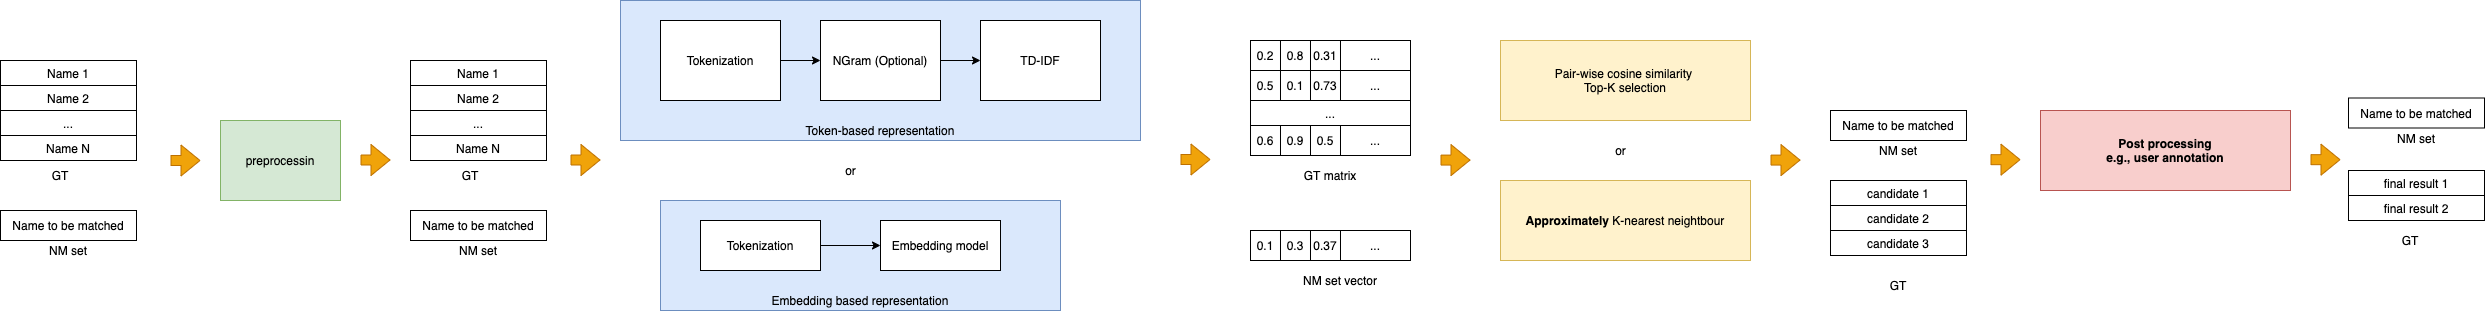 Name 1
Name 2
...
Name N
GT
Name to be matched
NM set
preprocessin
Name 1
Name 2
...
Name N
GT
Name to be matched
NM set
Tokenization
NGram (Optional)
TD-IDF
Token-based representation
or
Tokenization
Embedding model
Embedding based representation
0.2 0.8 0.31 ...
0.5 0.1 0.73 ...
...
0.6 0.9 0.5 ...
GT matrix
0.1 0.3 0.37 ...
NM set vector
Pair-wise cosine similarity
Top-K selection
or
Approximately K-nearest neightbour
Name to be matched
NM set
candidate 1
candidate 2
candidate 3
GT
Post processing
e.g., user annotation
Name to be matched
NM set
final result 1
final result 2
GT